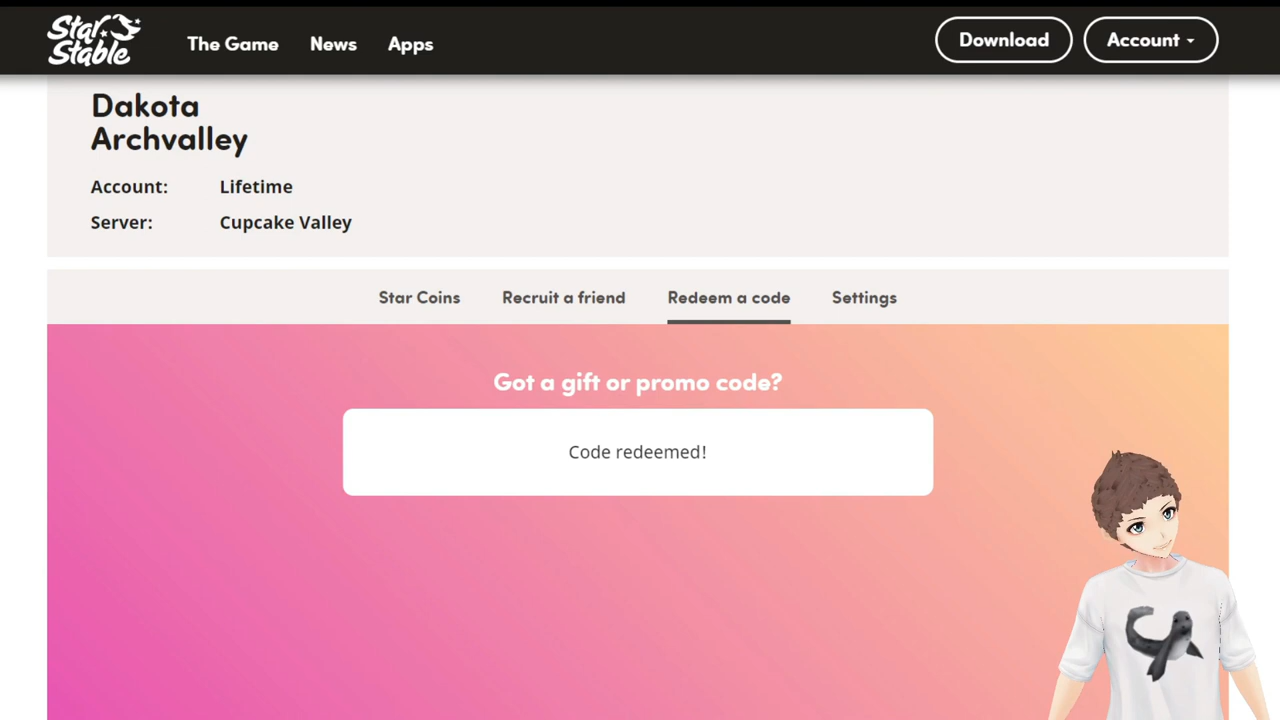 Star
Stable
The Game
News
Apps
Download
Account
Dakota
Archvalley
Account: Lifetime
Server: Cupcake Valley
Star Coins
Recruit a friend
Redeem a code
Settings
Got a gift or promo code?
Code redeemed!